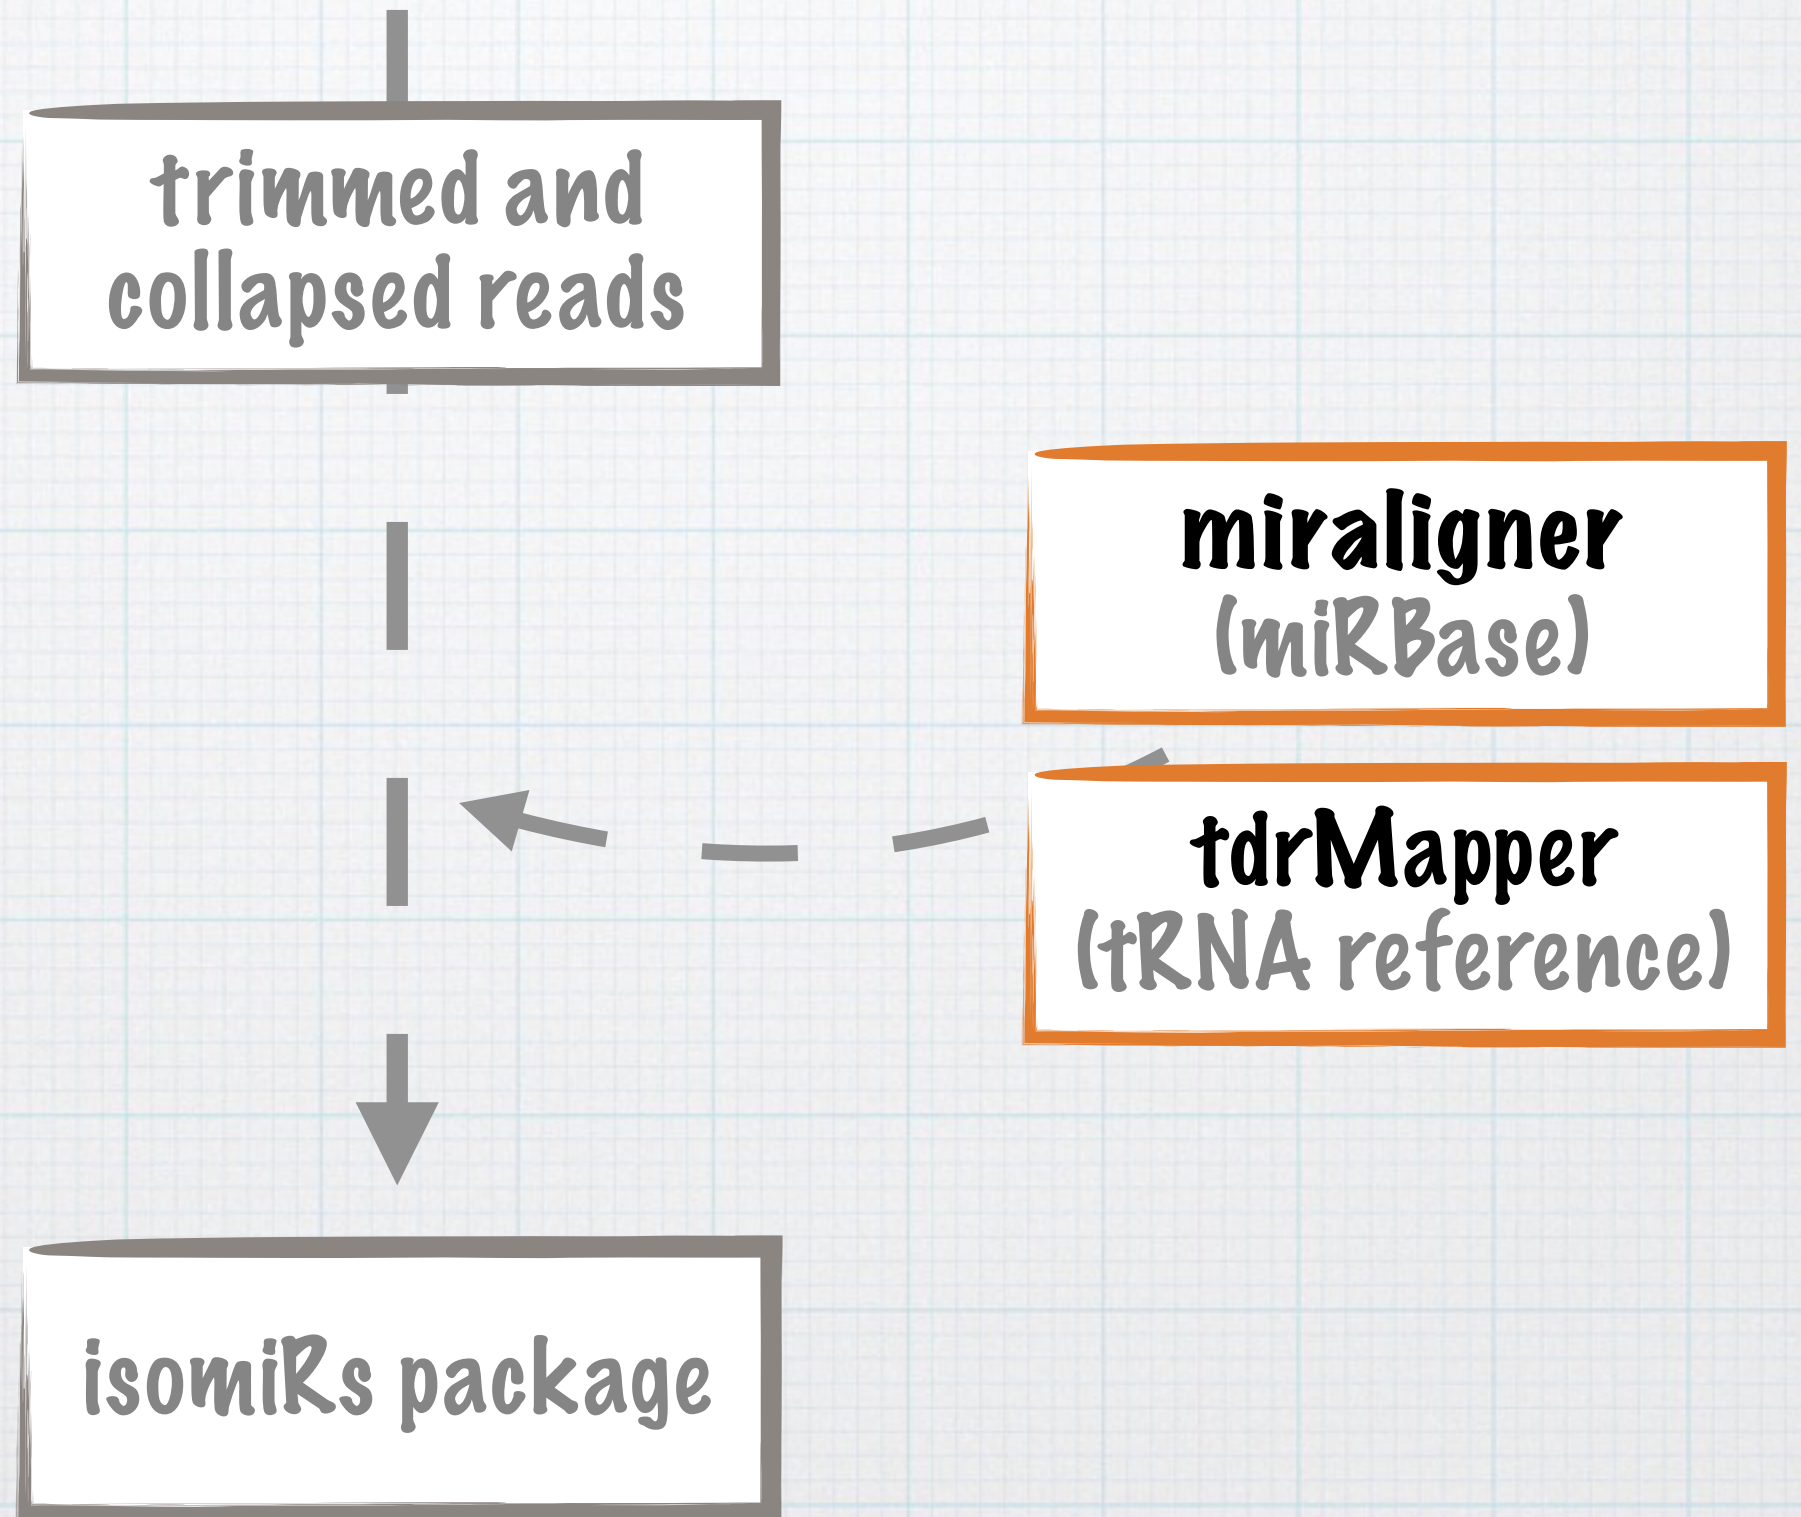 trimmed and
collapsed reads
miraligner
(miRBase)
tdrMapper
(tRNA reference)
isomiRs package